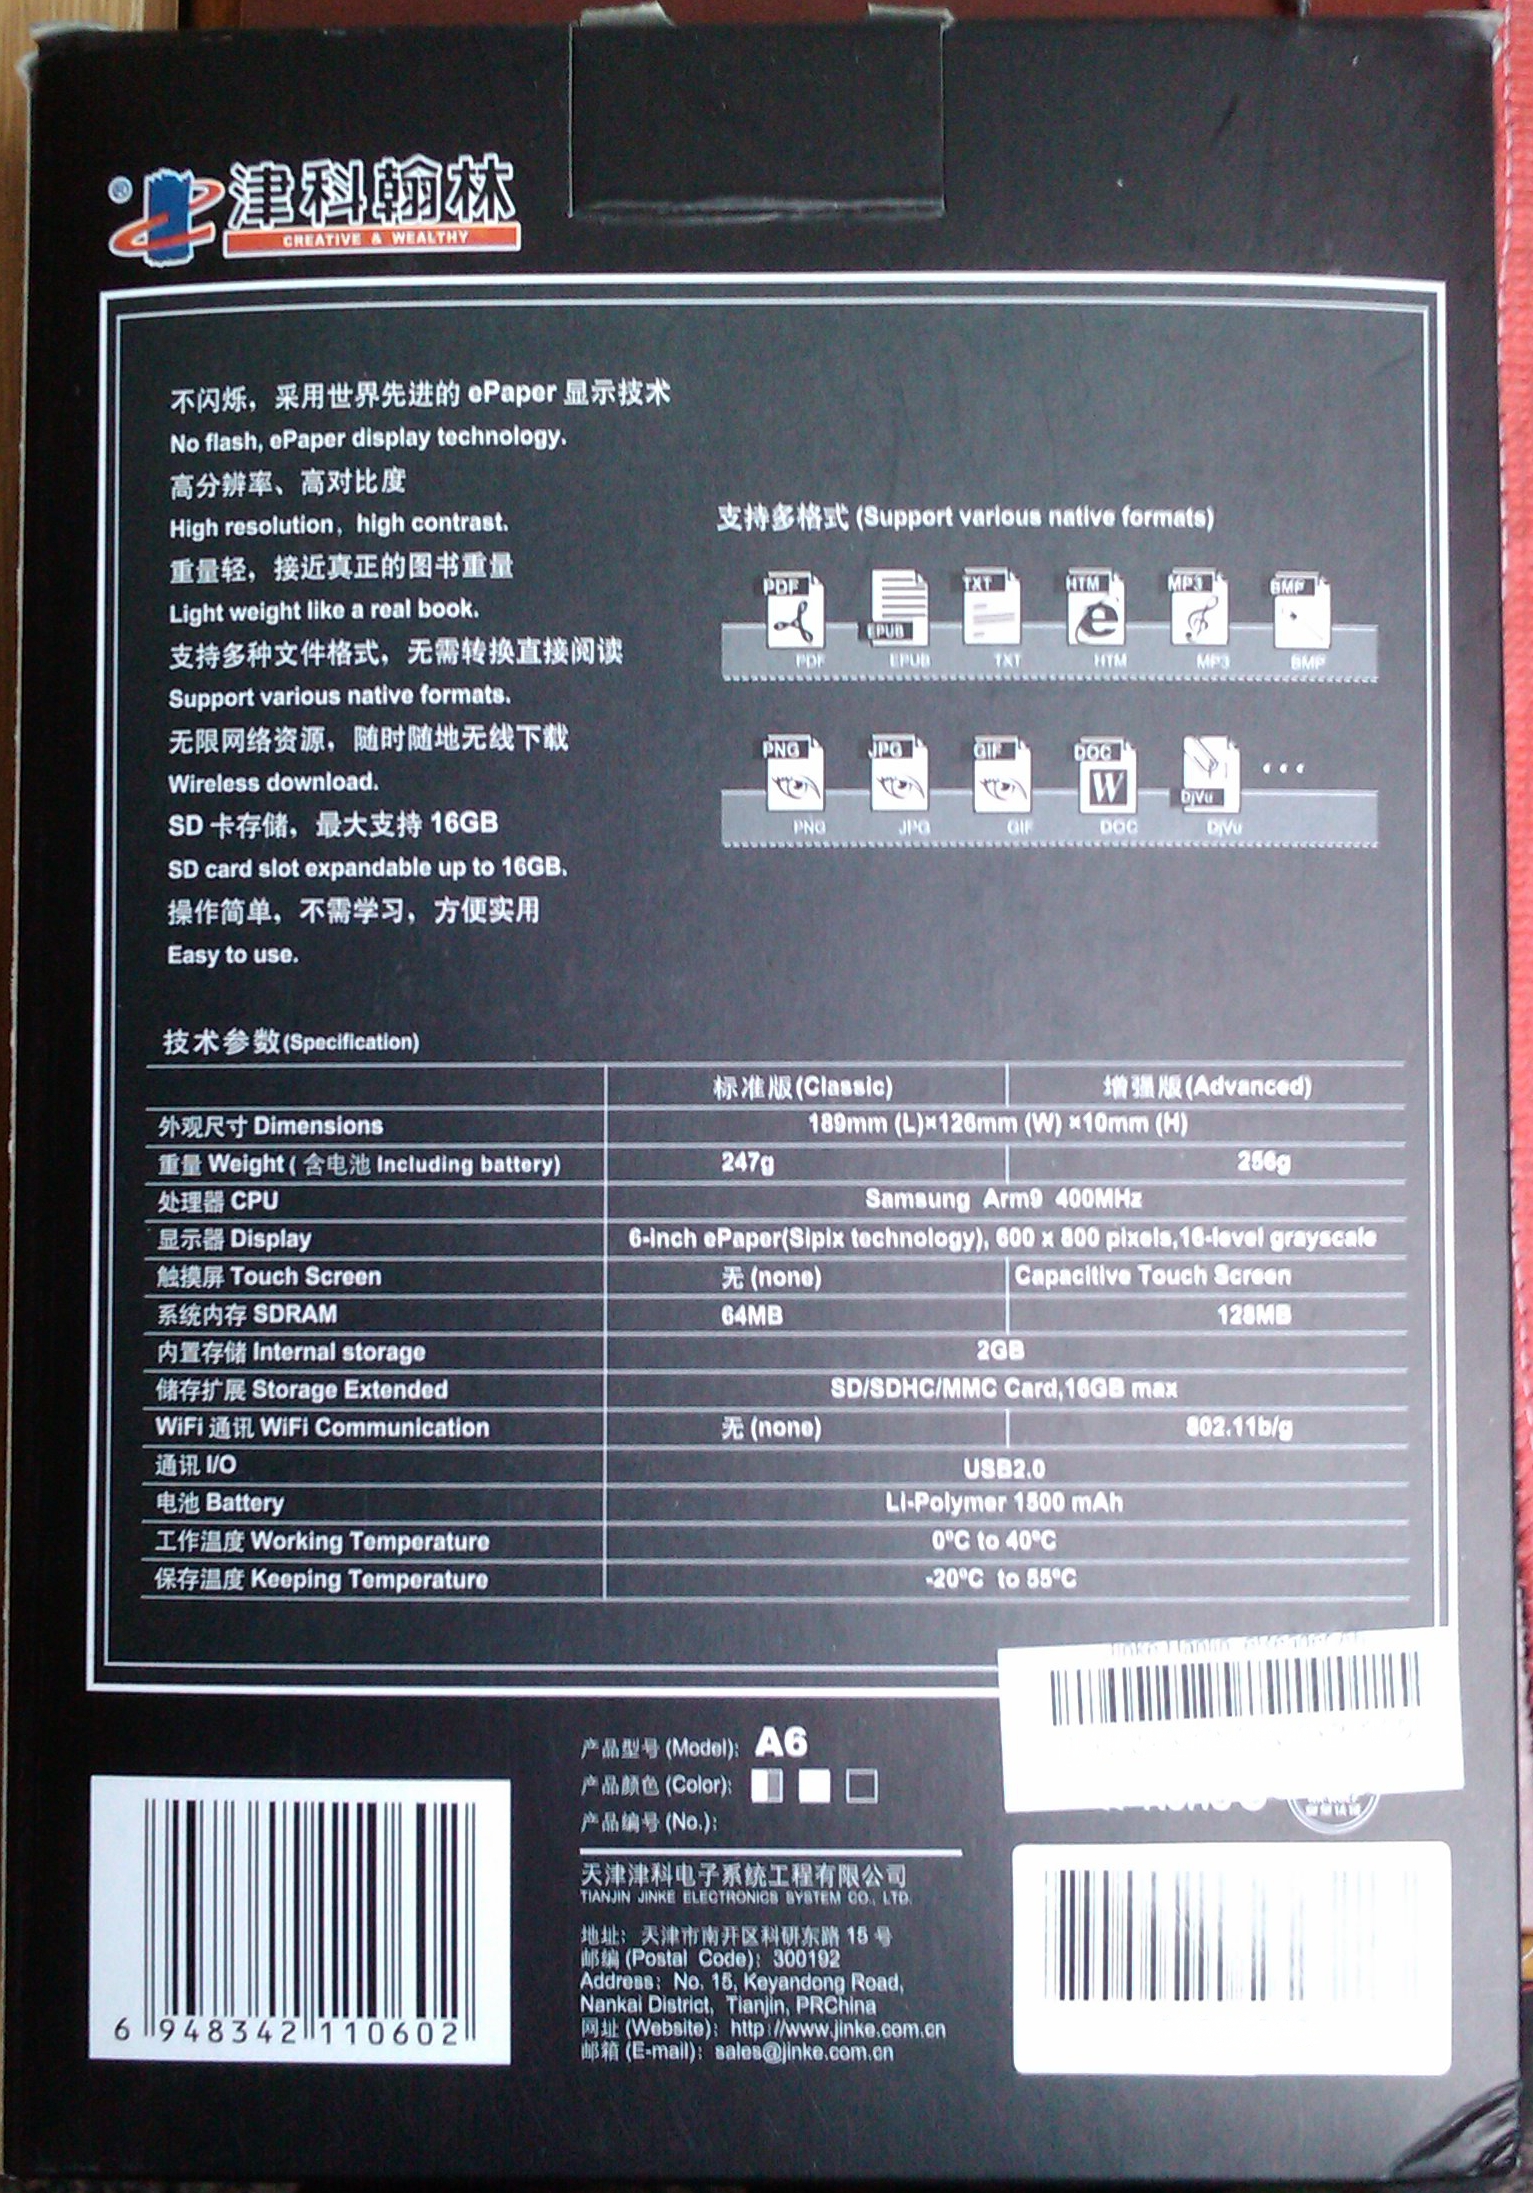 ® 津科翰林
CREATIVE & WEALTHY
不闪烁，采用世界先进的 ePaper 显示技术
No flash, ePaper display technology.
高分辨率、高对比度
High resolution, high contrast.
重量轻，接近真正的图书重量
Light weight like a real book.
支持多种文件格式，无需转换直接阅读
Support various native formats.
无限网络资源，随时随地无线下载
Wireless download.
SD 卡存储，最大支持 16GB
SD card slot expandable up to 16GB.
操作简单，不需学习，方便实用
Easy to use.
支持多格式 (Support various native formats)
PDF EPUB TXT HTM MP3 BMP
PDF EPUB TXT HTM MP3 BMP
PNG JPG GIF DOC DjVu ...
PNG JPG GIF DOC DjVu
技术参数(Specification)
标准版(Classic) 增强版(Advanced)
外观尺寸 Dimensions 189mm (L)×126mm (W) ×10mm (H)
重量 Weight ( 含电池 Including battery) 247g 256g
处理器 CPU Samsung Arm9 400MHz
显示器 Display 6-inch ePaper(Sipix technology), 600 x 800 pixels,16-level grayscale
触摸屏 Touch Screen 无 (none) Capacitive Touch Screen
系统内存 SDRAM 64MB 128MB
内置存储 Internal storage 2GB
储存扩展 Storage Extended SD/SDHC/MMC Card,16GB max
WiFi 通讯 WiFi Communication 无 (none) 802.11b/g
通讯 I/O USB2.0
电池 Battery Li-Polymer 1500 mAh
工作温度 Working Temperature 0°C to 40°C
保存温度 Keeping Temperature -20°C to 55°C
产品型号 (Model): A6
产品颜色 (Color):
产品编号 (No.):
天津津科电子系统工程有限公司
TIANJIN JINKE ELECTRONICS SYSTEM CO., LTD.
地址：天津市南开区科研东路 15 号
邮编 (Postal Code): 300192
Address: No. 15, Keyandong Road,
Nankai District, Tianjin, PRChina
网址 (Website): http://www.jinke.com.cn
邮箱 (E-mail): sales@jinke.com.cn
6 948342 110602